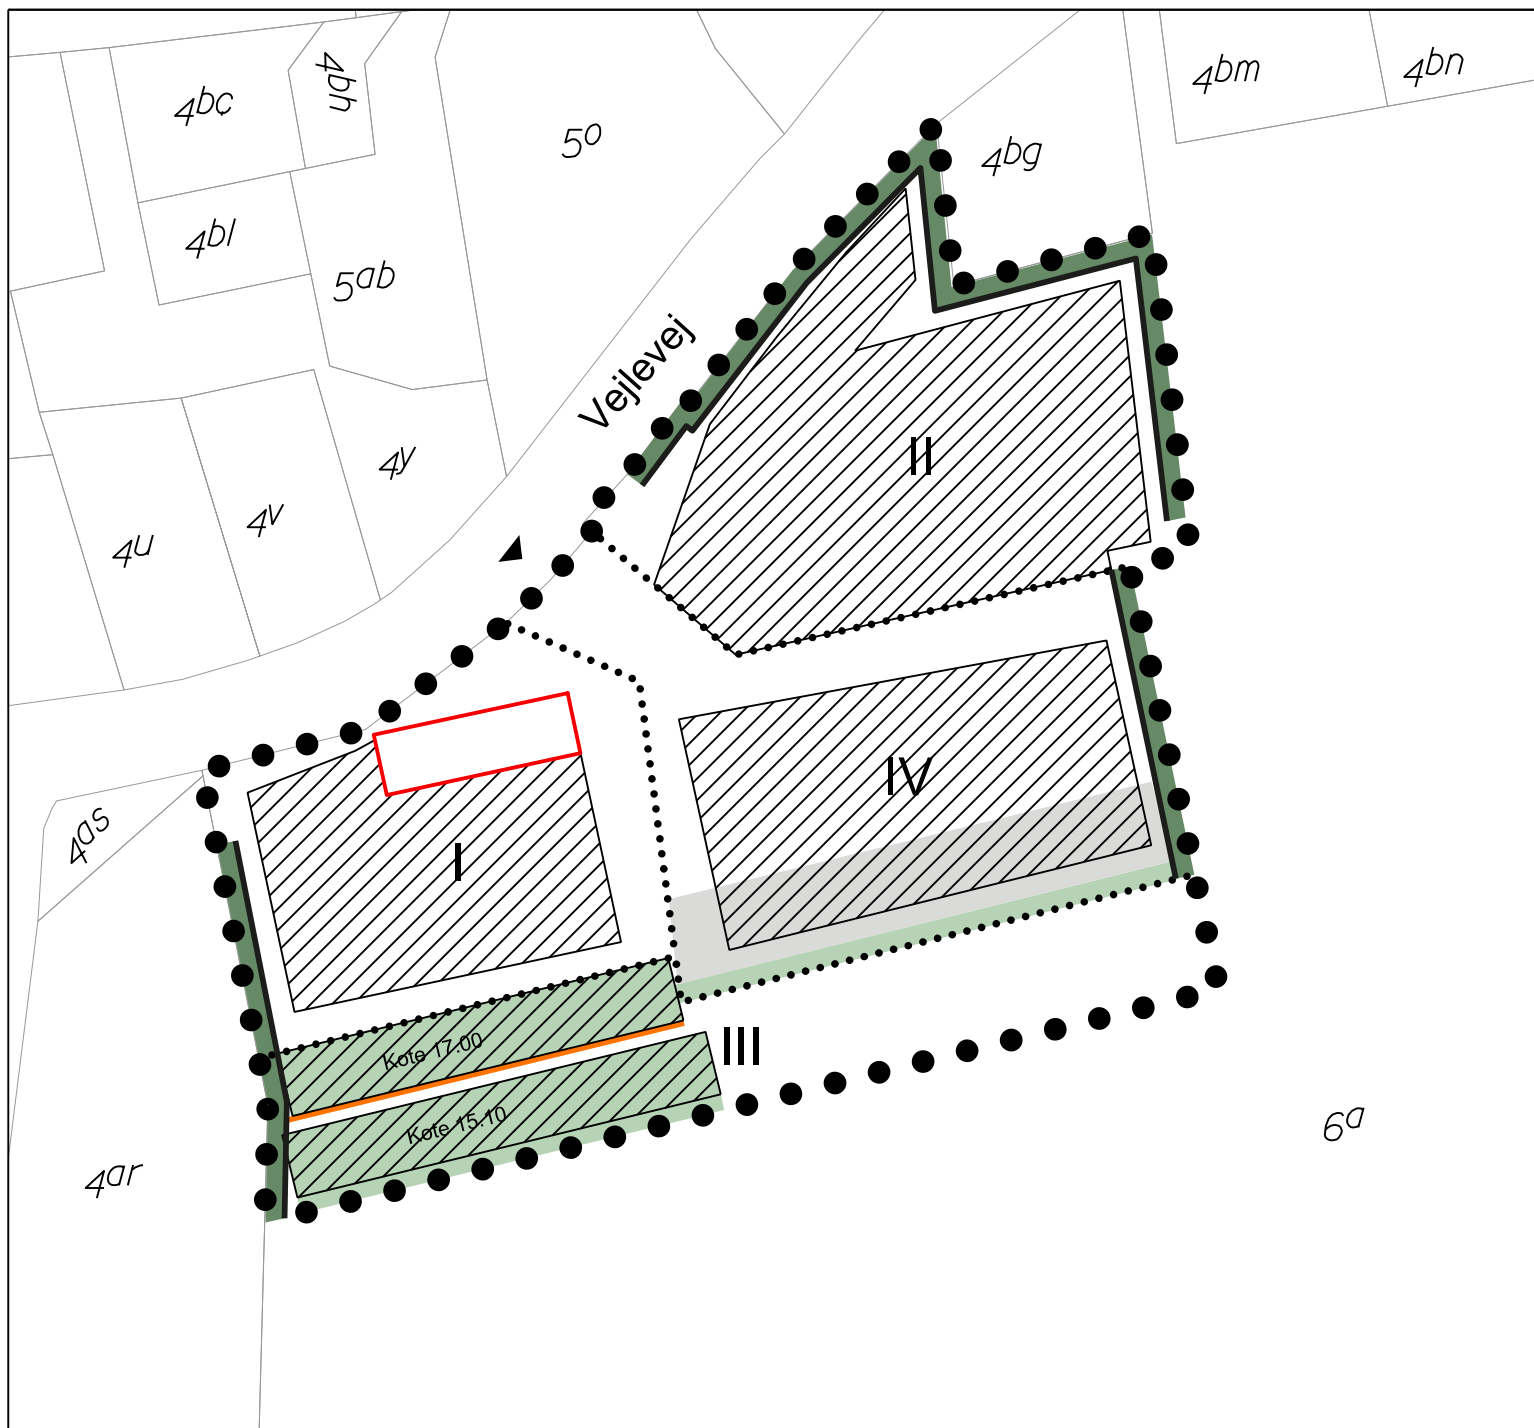 4bc
4bh
5o
4bg
4bm
4bn
4bl
5ab
Vejlevej
4y
4v
4u
II
IV
4as
I
Kote 17.00
III
Kote 15.10
4ar
6a